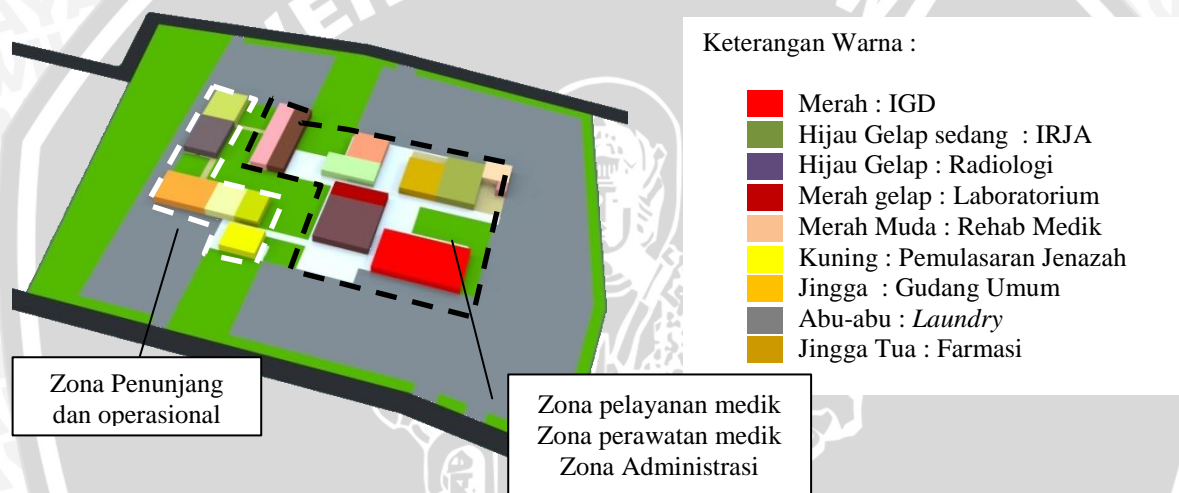 Keterangan Warna :
Merah : IGD
Hijau Gelap sedang : IRJA
Hijau Gelap : Radiologi
Merah gelap : Laboratorium
Merah Muda : Rehab Medik
Kuning : Pemulasaran Jenazah
Jingga : Gudang Umum
Abu-abu : Laundry
Jingga Tua : Farmasi
Zona Penunjang
dan operasional
Zona pelayanan medik
Zona perawatan medik
Zona Administrasi